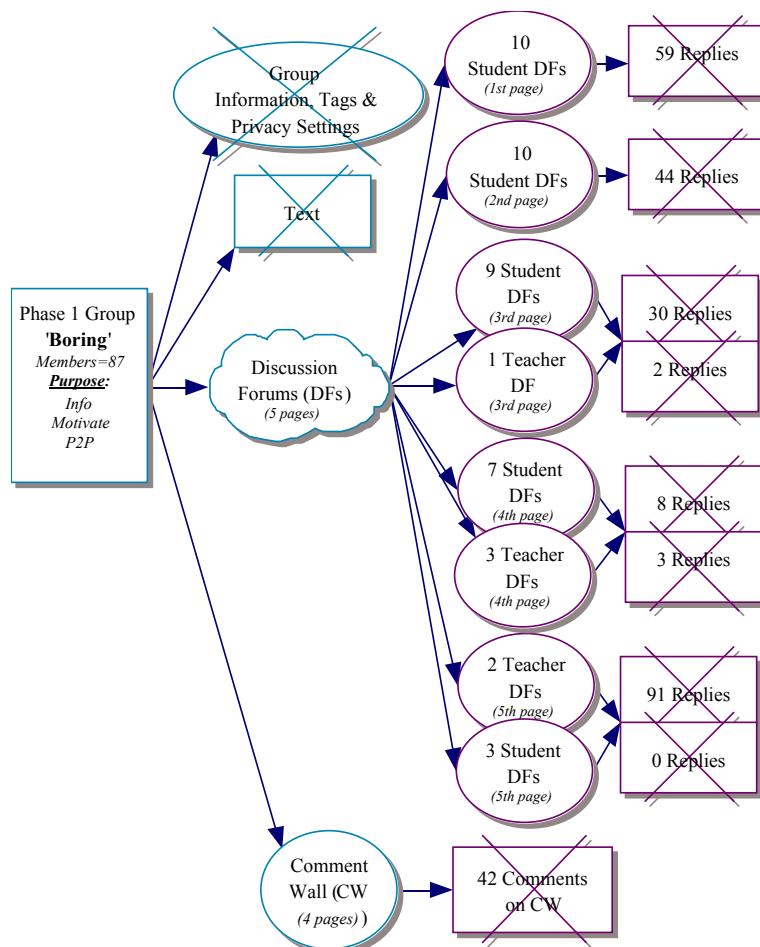 Phase 1 Group
'Boring'
Members=87
Purpose:
Info
Motivate
P2P
Group
Information, Tags &
Privacy Settings
Text
Discussion
Forums (DFs)
(5 pages)
Comment
Wall (CW
(4 pages) )
10
Student DFs
(1st page)
59 Replies
10
Student DFs
(2nd page)
44 Replies
9 Student
DFs
(3rd page)
30 Replies
1 Teacher
DF
(3rd page)
2 Replies
7 Student
DFs
(4th page)
8 Replies
3 Teacher
DFs
(4th page)
3 Replies
2 Teacher
DFs
(5th page)
91 Replies
3 Student
DFs
(5th page)
0 Replies
42 Comments
on CW